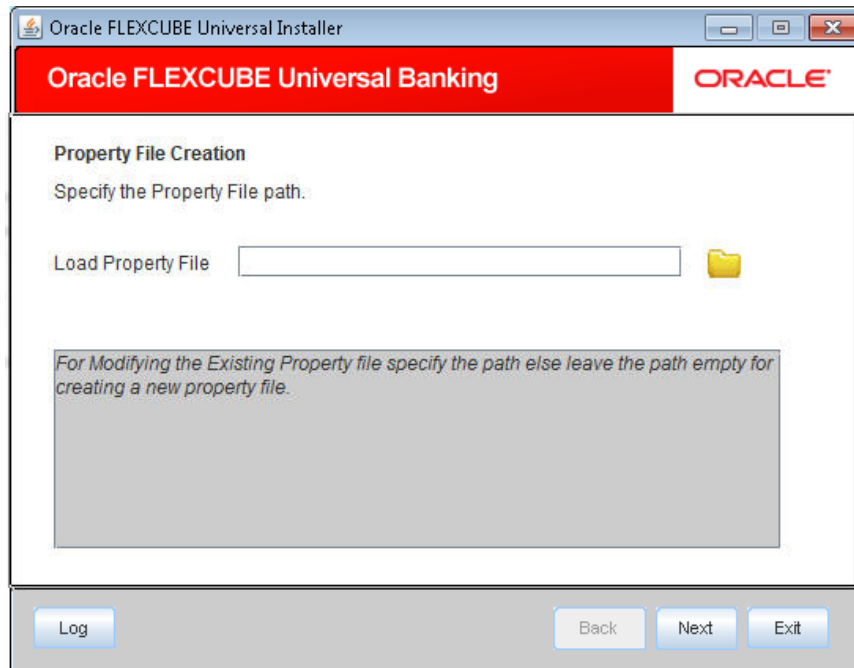 Oracle FLEXCUBE Universal Installer
Oracle FLEXCUBE Universal Banking
ORACLE®
Property File Creation
Specify the Property File path.
Load Property File
For Modifying the Existing Property file specify the path else leave the path empty for
creating a new property file.
Log
Back
Next
Exit